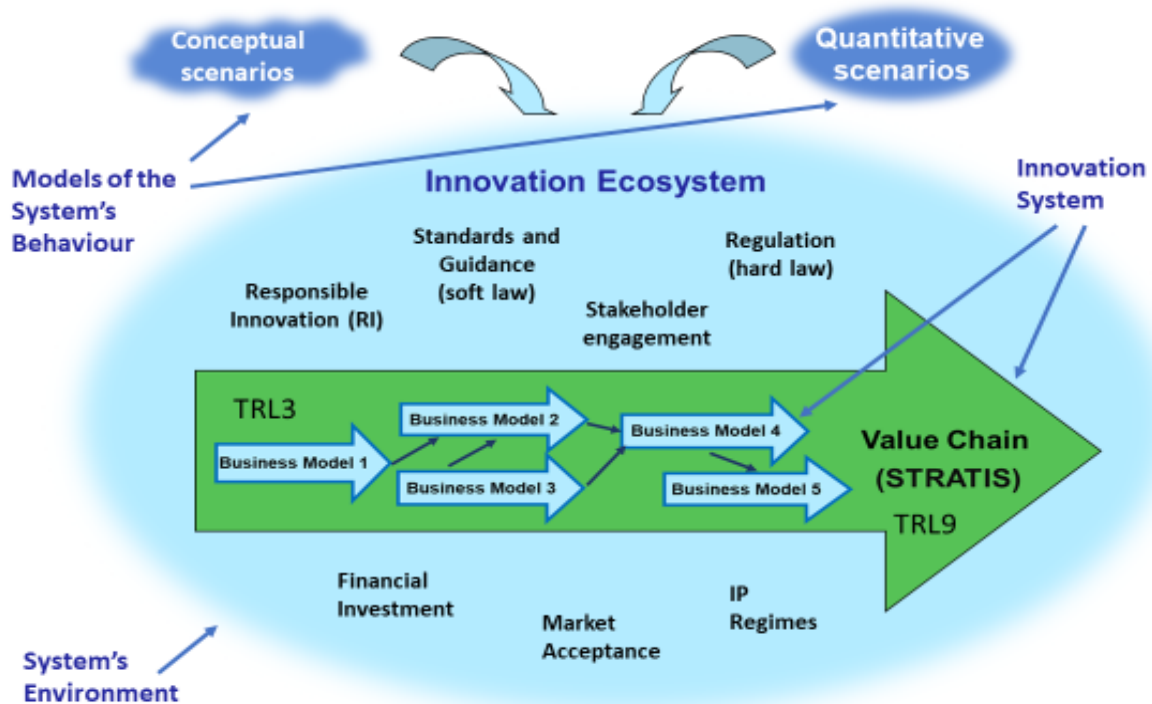 Conceptual
scenarios
Quantitative
scenarios
Models of the
System's
Behaviour
Innovation Ecosystem
Innovation
System
Standards and
Guidance
(soft law)
Regulation
(hard law)
Responsible
Innovation (RI)
Stakeholder
engagement
TRL3
Business Model 1
Business Model 2
Business Model 3
Business Model 4
Business Model 5
Value Chain
(STRATIS)
TRL9
Financial
Investment
Market
Acceptance
IP
Regimes
System's
Environment